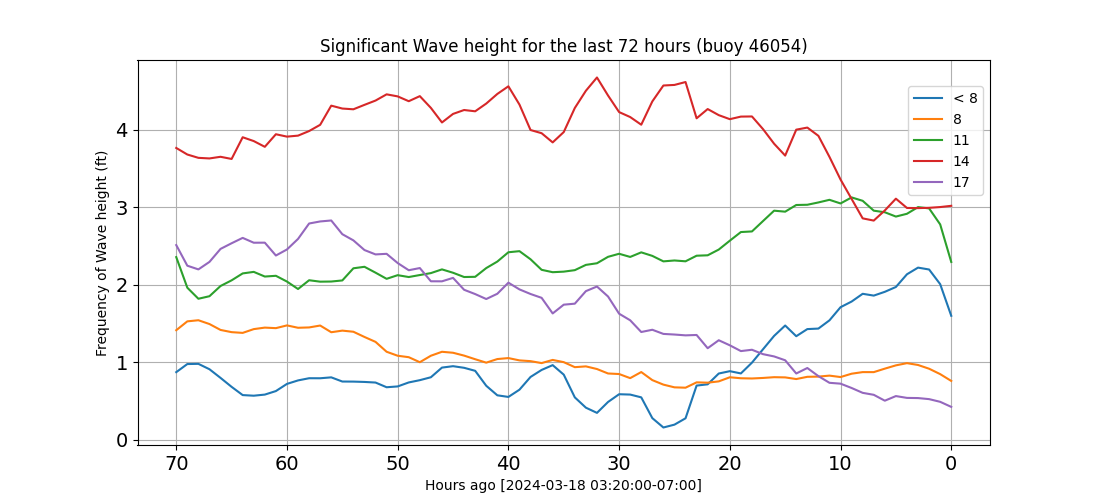 Significant Wave height for the last 72 hours (buoy 46054)
Frequency of Wave height (ft)
4
3
2
1
0
< 8
8
11
14
17
70 60 50 40 30 20 10 0
Hours ago [2024-03-18 03:20:00-07:00]